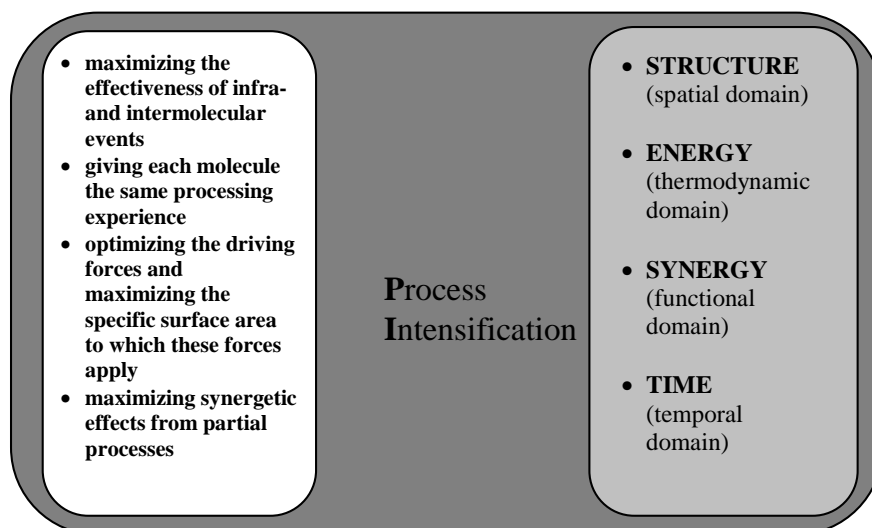 • maximizing the
effectiveness of infra-
and intermolecular
events
• giving each molecule
the same processing
experience
• optimizing the driving
forces and
maximizing the
specific surface area
to which these forces
apply
• maximizing synergetic
effects from partial
processes
Process
Intensification
• STRUCTURE
(spatial domain)
• ENERGY
(thermodynamic
domain)
• SYNERGY
(functional
domain)
• TIME
(temporal
domain)